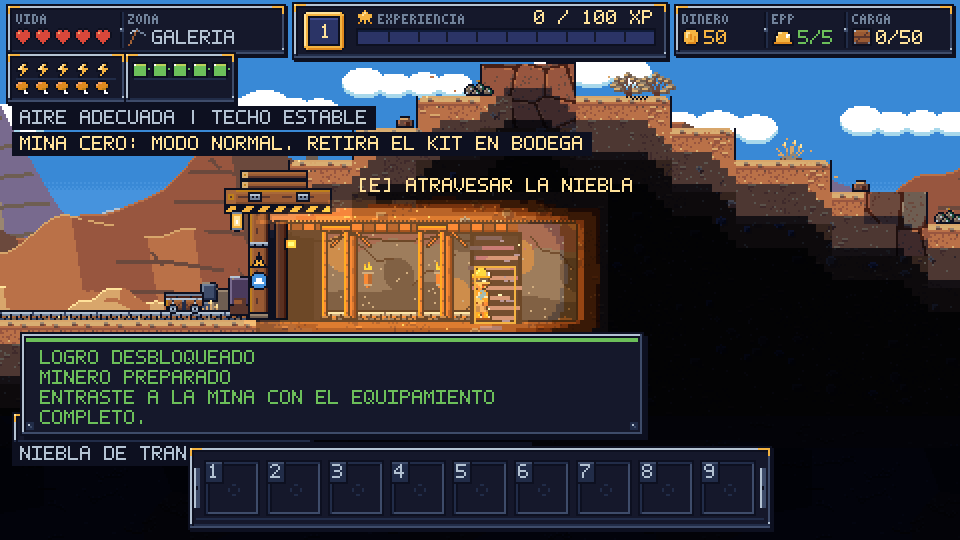 VIDA
ZONA
GALERIA
1
EXPERIENCIA
0 / 100 XP
DINERO
50
EPP
5/5
CARGA
0/50
AIRE ADECUADA | TECHO ESTABLE
MINA CERO: MODO NORMAL. RETIRA EL KIT EN BODEGA
[E] ATRAVESAR LA NIEBLA
LOGRO DESBLOQUEADO
MINERO PREPARADO
ENTRASTE A LA MINA CON EL EQUIPAMIENTO
COMPLETO.
NIEBLA DE TRAN
1 2 3 4 5 6 7 8 9